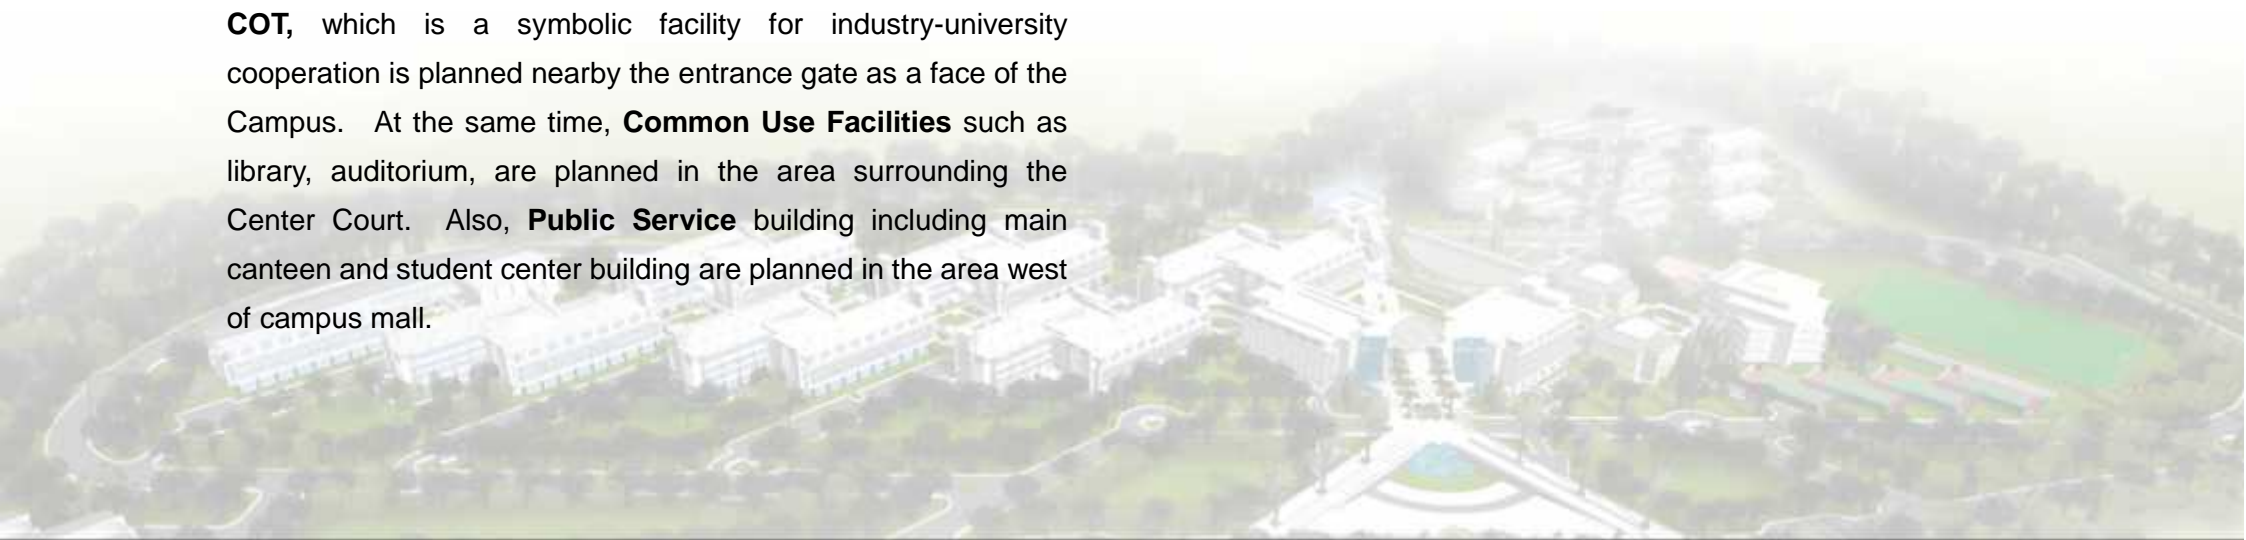 COT, which is a symbolic facility for industry-university
cooperation is planned nearby the entrance gate as a face of the
Campus. At the same time, Common Use Facilities such as
library, auditorium, are planned in the area surrounding the
Center Court. Also, Public Service building including main
canteen and student center building are planned in the area west
of campus mall.